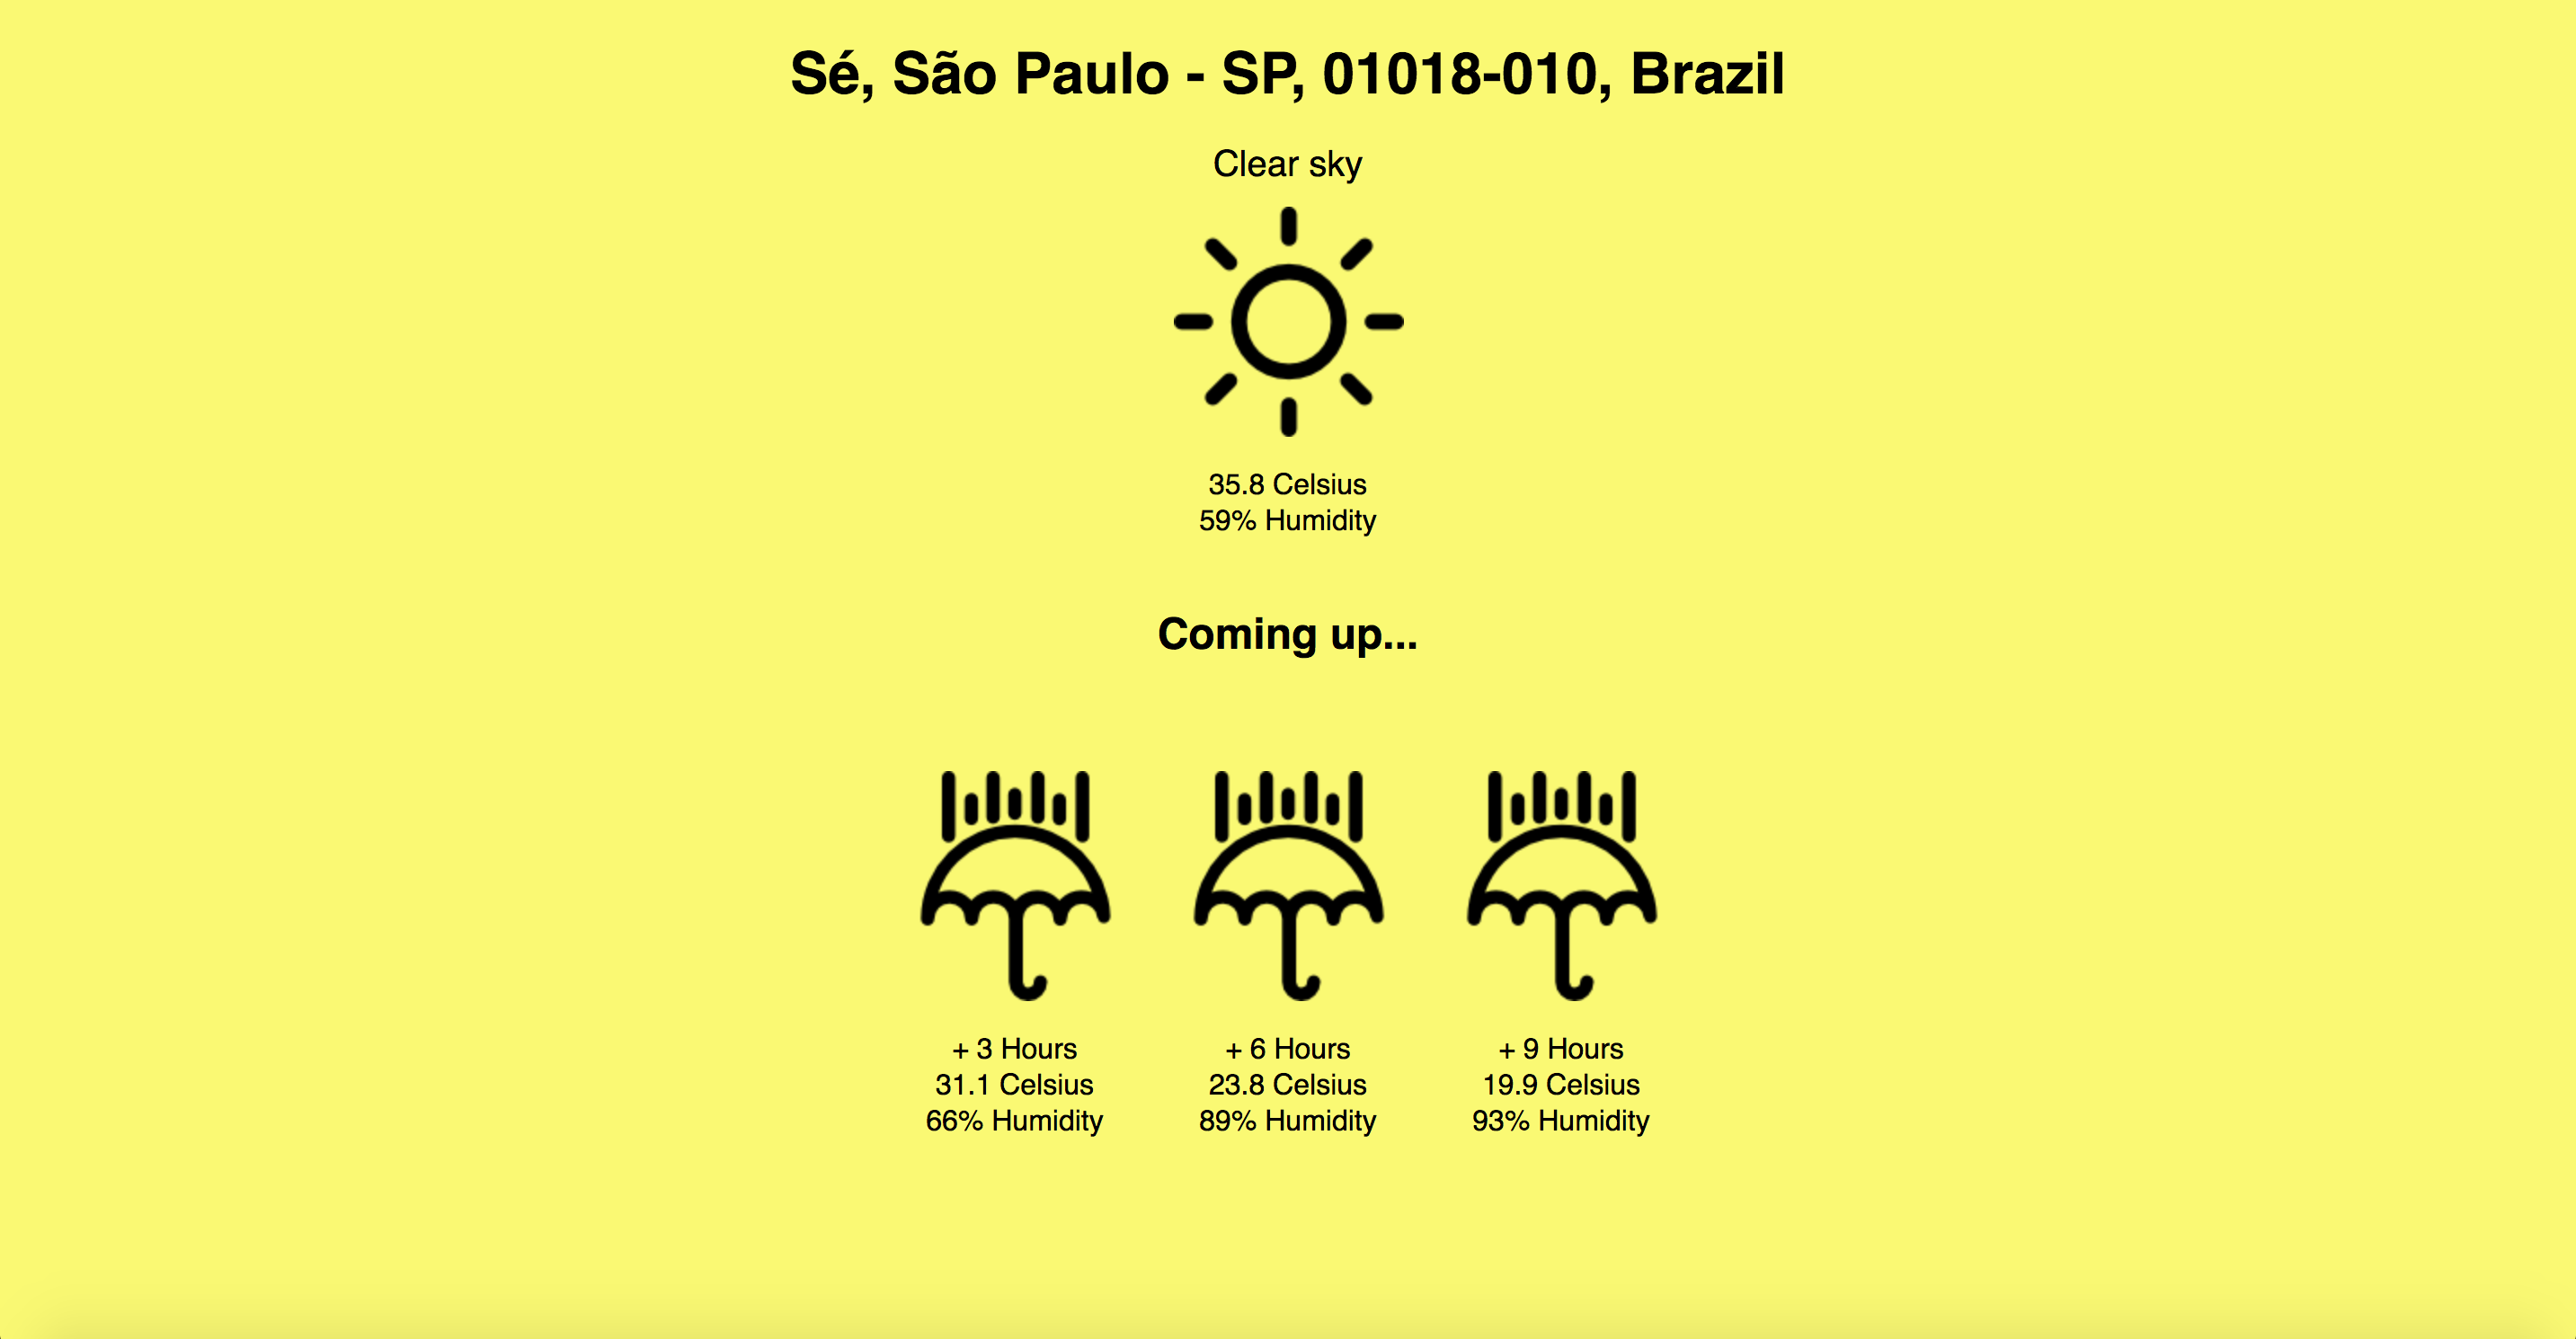 Sé, São Paulo - SP, 01018-010, Brazil
Clear sky
35.8 Celsius
59% Humidity
Coming up...
+ 3 Hours
31.1 Celsius
66% Humidity
+ 6 Hours
23.8 Celsius
89% Humidity
+ 9 Hours
19.9 Celsius
93% Humidity